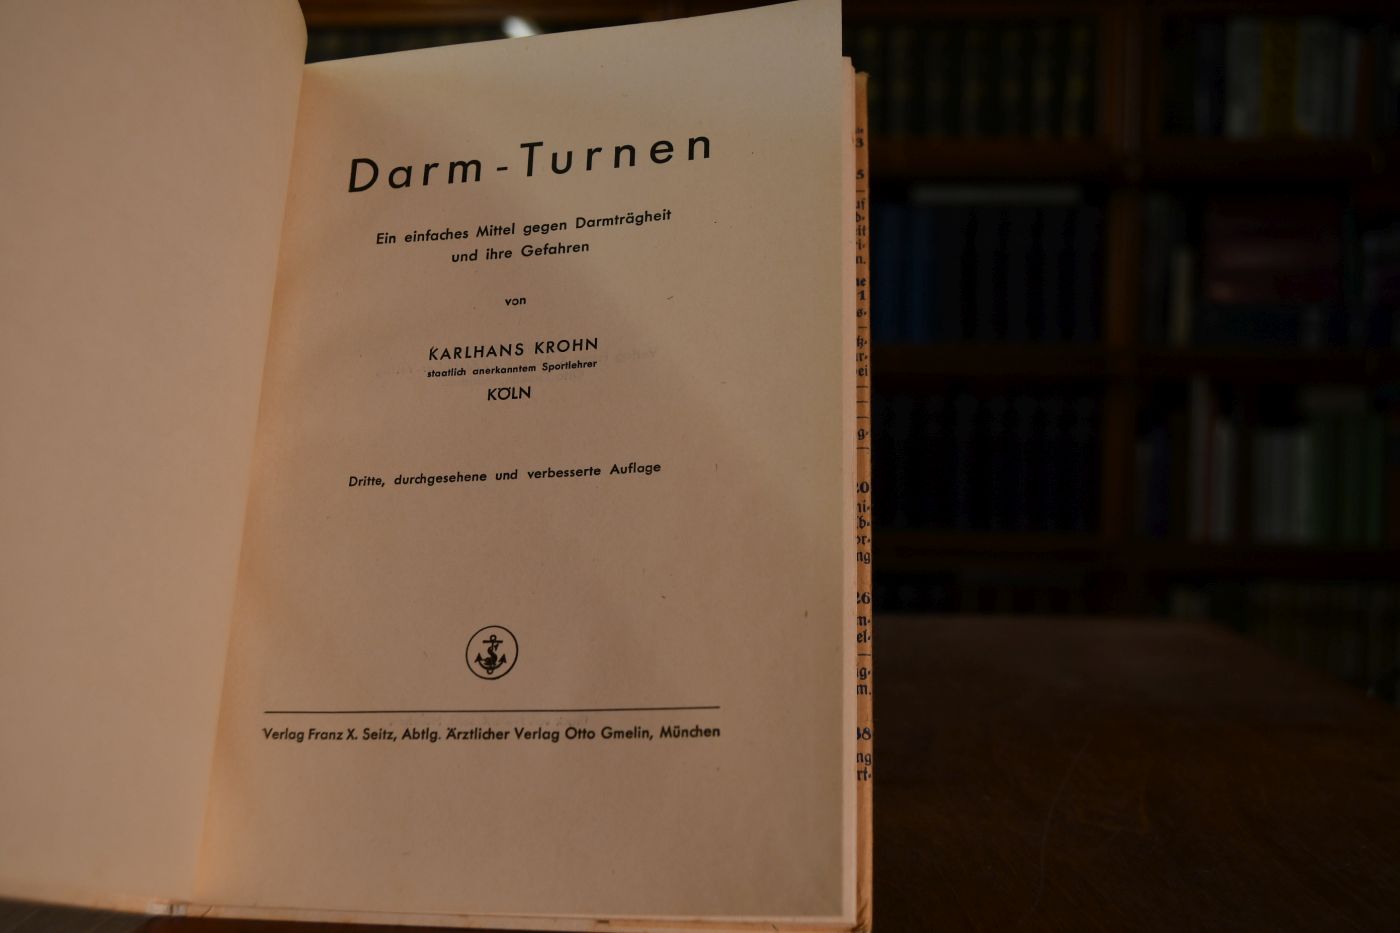 Darm-Turnen
Ein einfaches Mittel gegen Darmträgheit
und ihre Gefahren
von
KARLHANS KROHN
staatlich anerkanntem Sportlehrer
KÖLN
Dritte, durchgesehene und verbesserte Auflage
Verlag Franz X. Seitz, Abtlg. Ärztlicher Verlag Otto Gmelin, München